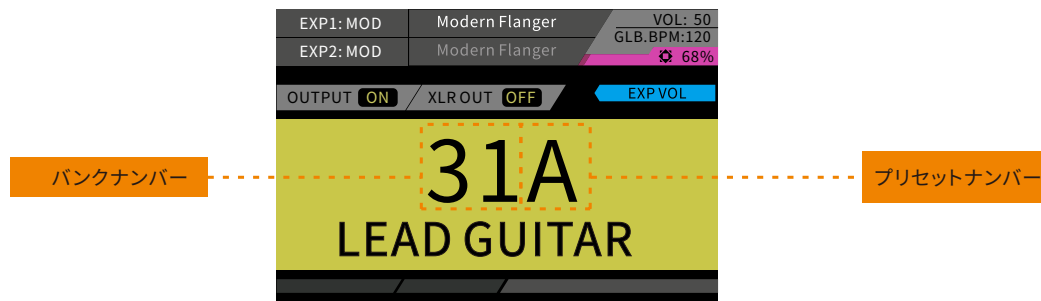 EXP1: MOD Modern Flanger VOL: 50
GLB.BPM:120
EXP2: MOD Modern Flanger 68%
OUTPUT ON XLR OUT OFF EXP VOL
バンクナンバー 31A プリセットナンバー
LEAD GUITAR